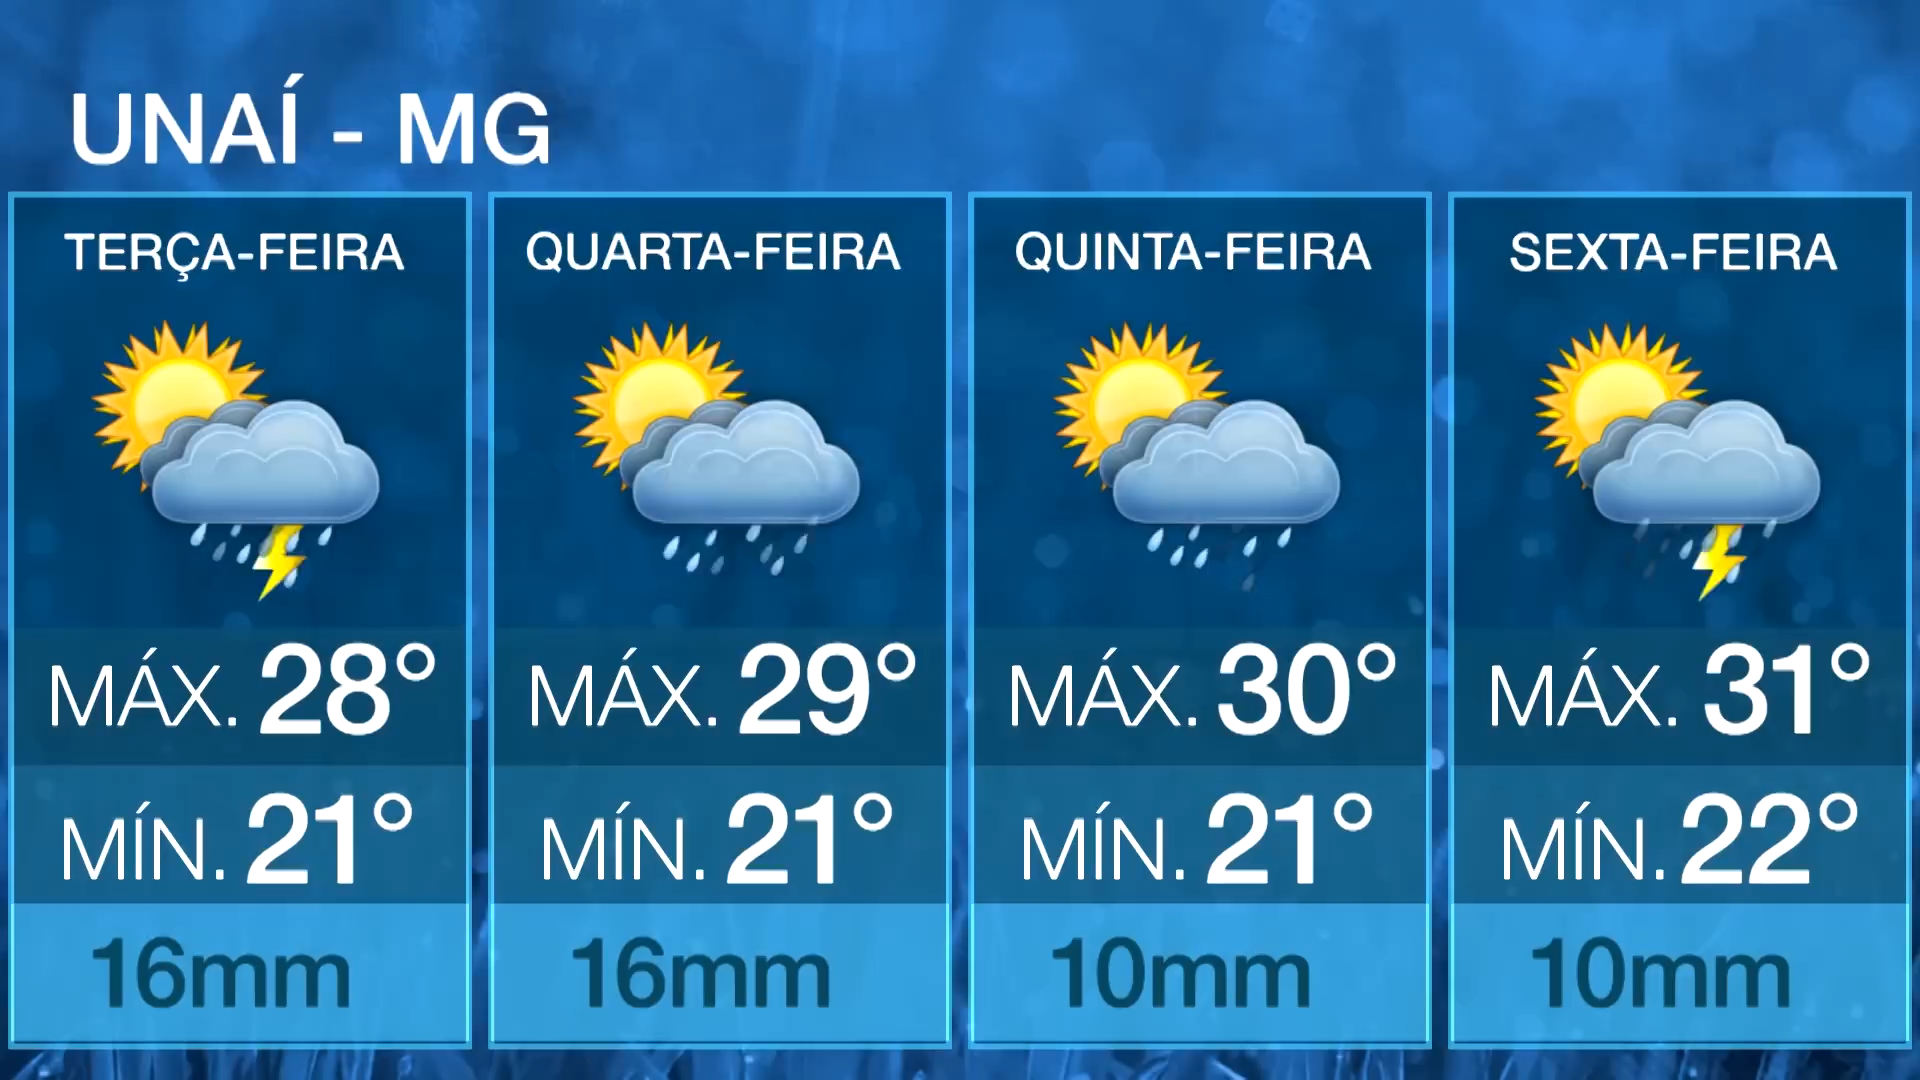 UNAÍ - MG
TERÇA-FEIRA
MÁX. 28°
MÍN. 21°
16mm
QUARTA-FEIRA
MÁX. 29°
MÍN. 21°
16mm
QUINTA-FEIRA
MÁX. 30°
MÍN. 21°
10mm
SEXTA-FEIRA
MÁX. 31°
MÍN. 22°
10mm